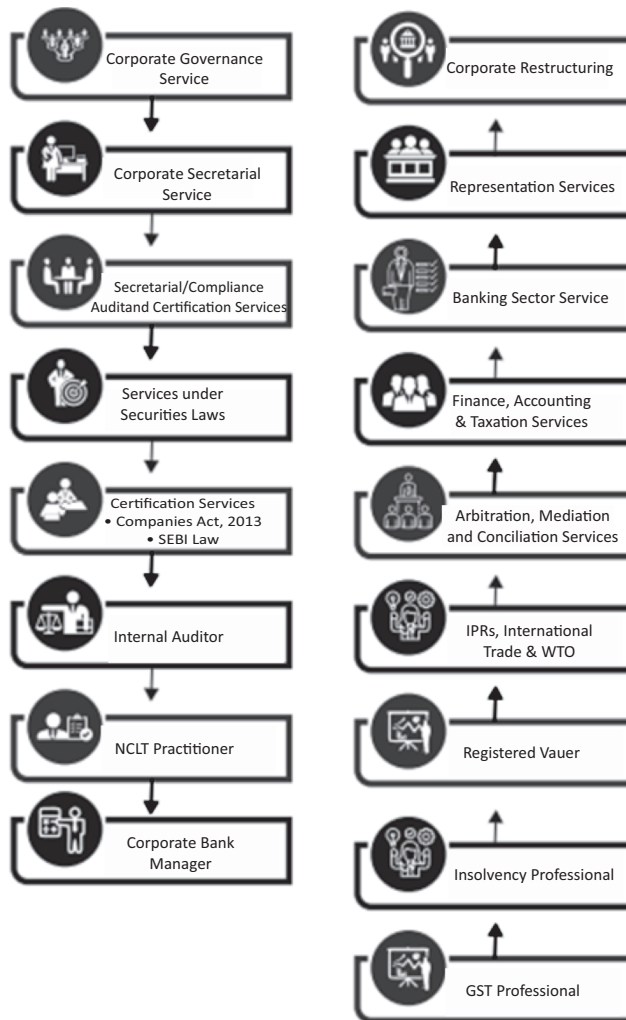 Corporate Governance
Service
Corporate Secretarial
Service
Secretarial/Compliance
Auditand Certification Services
Services under
Securities Laws
Certification Services
• Companies Act, 2013
• SEBI Law
Internal Auditor
NCLT Practitioner
Corporate Bank
Manager
Corporate Restructuring
Representation Services
Banking Sector Service
Finance, Accounting
& Taxation Services
Arbitration, Mediation
and Conciliation Services
IPRs, International
Trade & WTO
Registered Vauer
Insolvency Professional
GST Professional